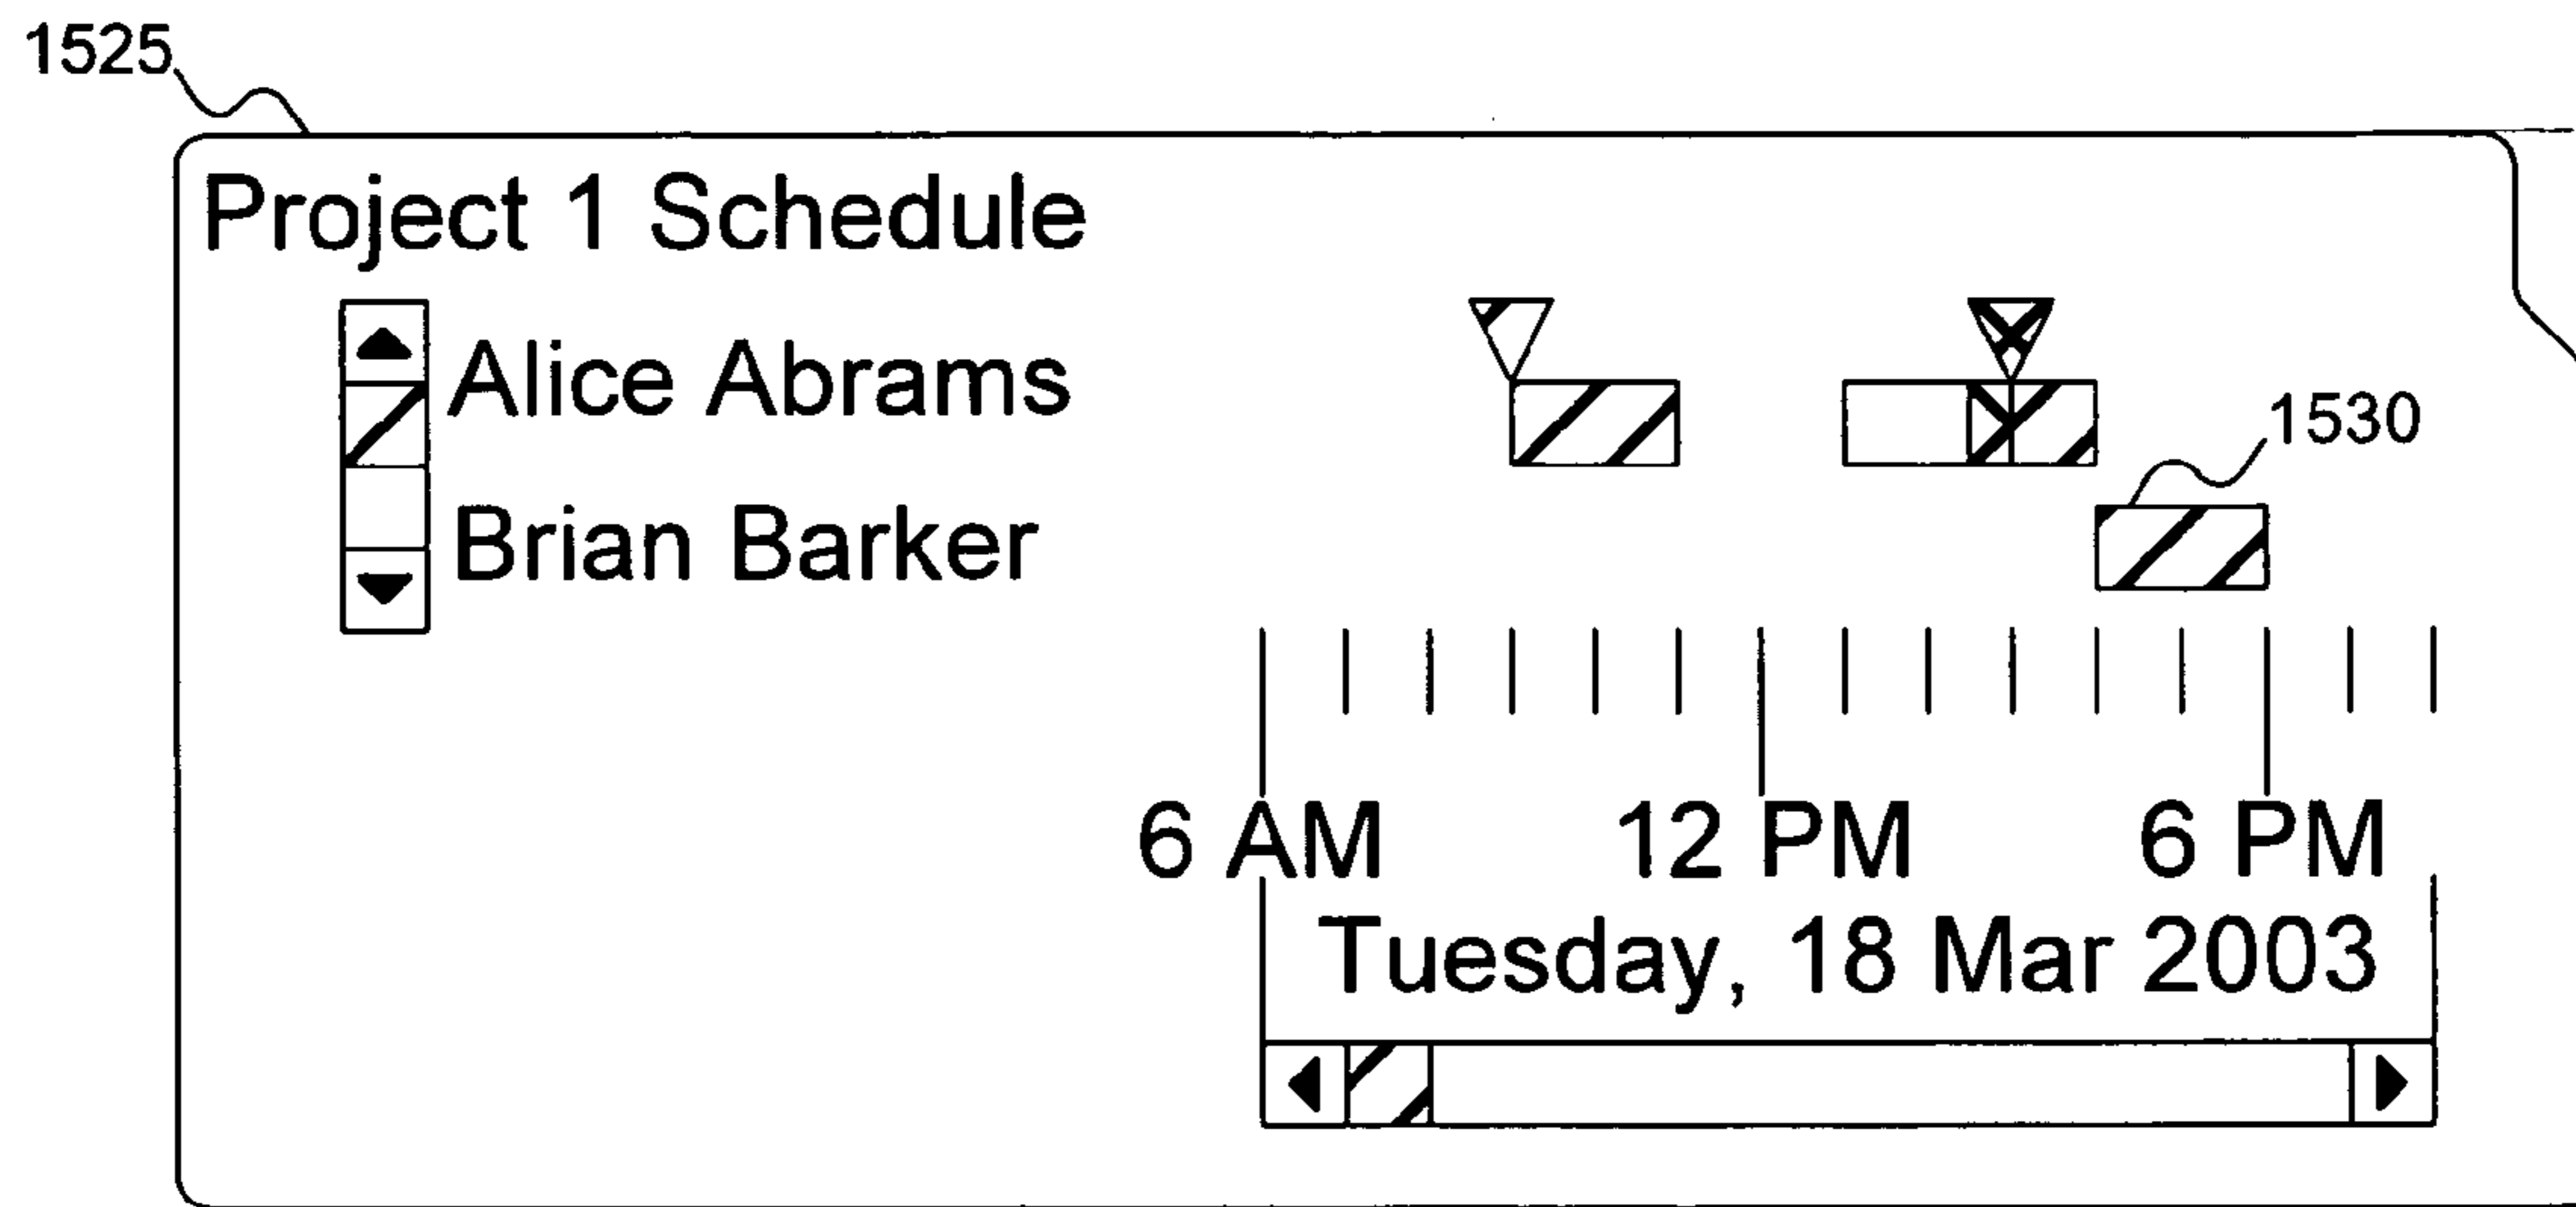 1525
Project 1 Schedule
Alice Abrams
1530
Brian Barker
6 AM 12 PM 6 PM
Tuesday, 18 Mar 2003